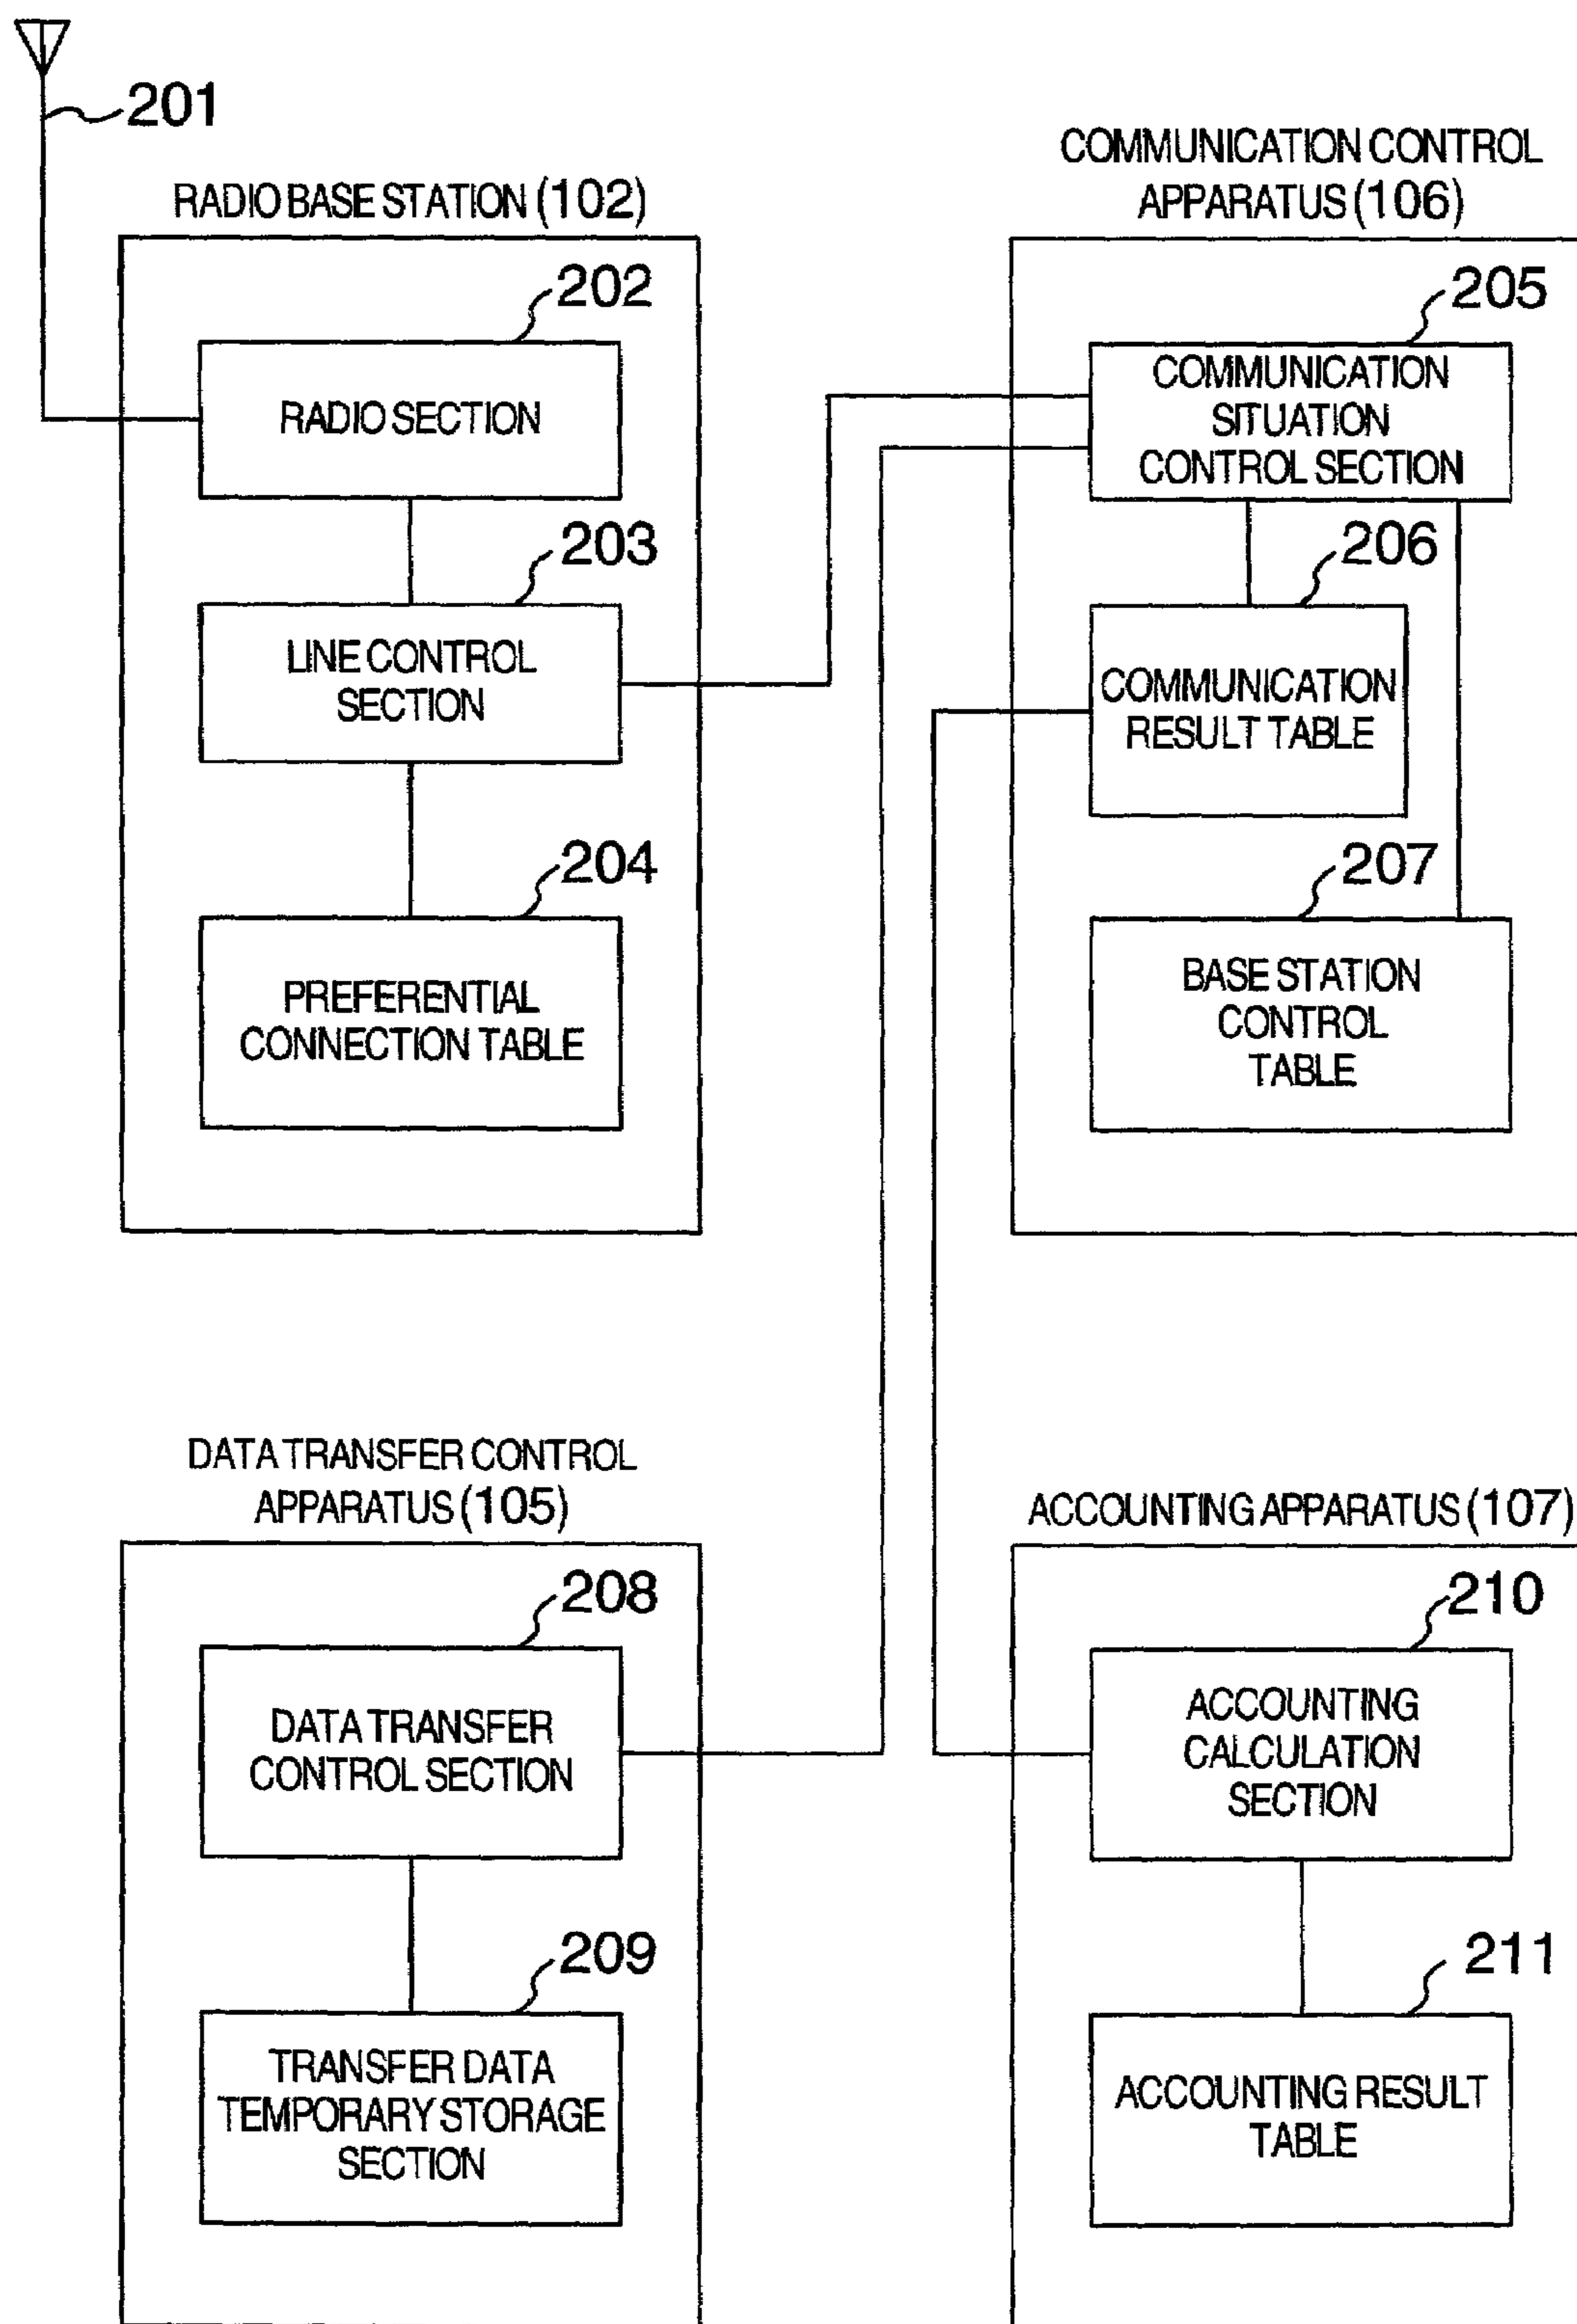 201
RADIO BASE STATION (102)
202
RADIO SECTION
203
LINE CONTROL
SECTION
204
PREFERENTIAL
CONNECTION TABLE
COMMUNICATION CONTROL
APPARATUS (106)
205
COMMUNICATION
SITUATION
CONTROL SECTION
206
COMMUNICATION
RESULT TABLE
207
BASE STATION
CONTROL
TABLE
DATA TRANSFER CONTROL
APPARATUS (105)
208
DATA TRANSFER
CONTROL SECTION
209
TRANSFER DATA
TEMPORARY STORAGE
SECTION
ACCOUNTING APPARATUS (107)
210
ACCOUNTING
CALCULATION
SECTION
211
ACCOUNTING RESULT
TABLE